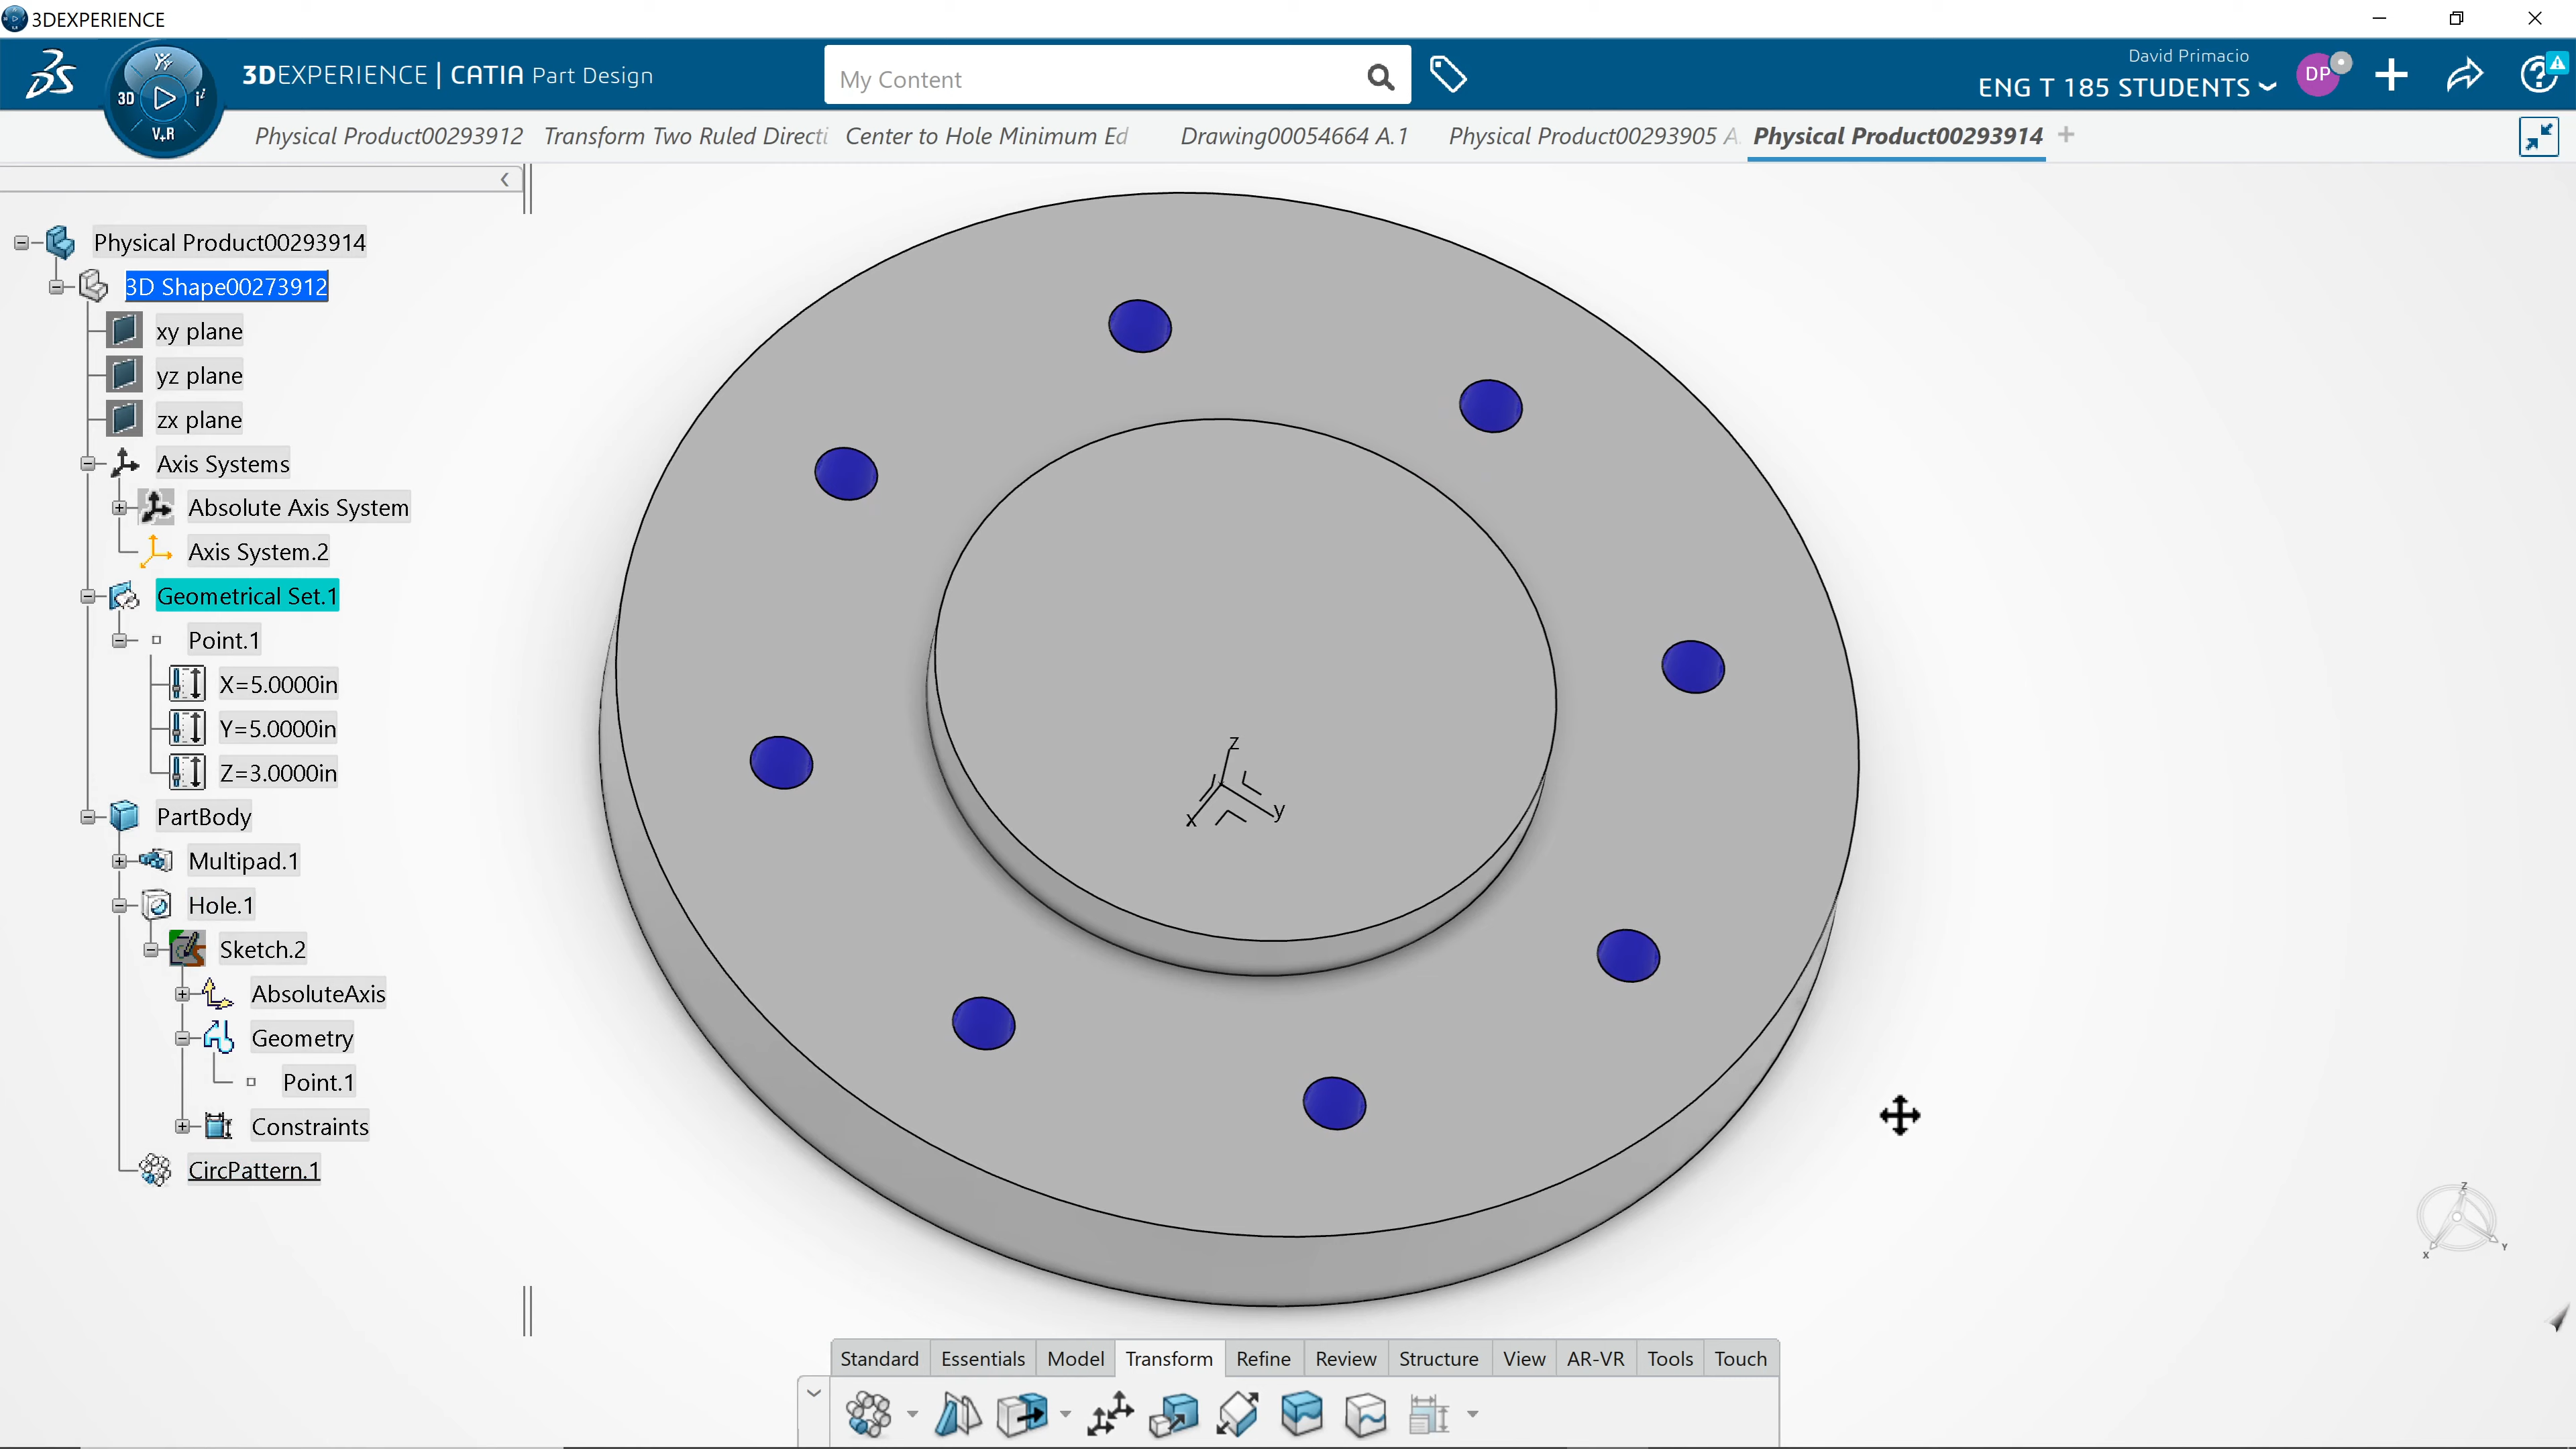 3DEXPERIENCE
3DEXPERIENCE | CATIA Part Design
My Content
David Primacio
ENG T 185 STUDENTS
DP
3D
V+R
Physical Product00293912
Transform Two Ruled Directi
Center to Hole Minimum Ed
Drawing00054664 A.1
Physical Product00293905 A
Physical Product00293914
Physical Product00293914
3D Shape00273912
xy plane
yz plane
zx plane
Axis Systems
Absolute Axis System
Axis System.2
Geometrical Set.1
Point.1
X=5.0000in
Y=5.0000in
Z=3.0000in
PartBody
Multipad.1
Hole.1
Sketch.2
AbsoluteAxis
Geometry
Point.1
Constraints
CircPattern.1
z
x
y
z
x
Y
Standard
Essentials
Model
Transform
Refine
Review
Structure
View
AR-VR
Tools
Touch